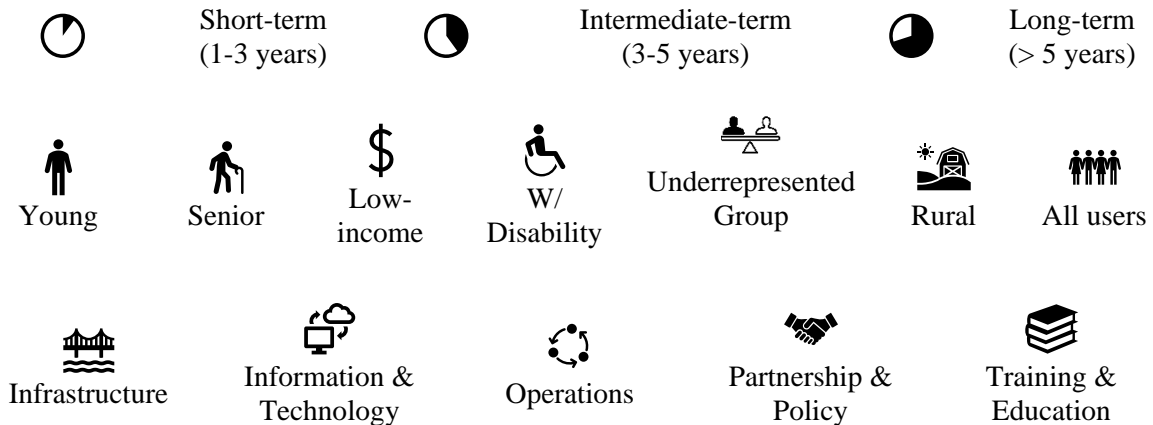 Short-term
(1-3 years)
Intermediate-term
(3-5 years)
Long-term
(> 5 years)
Young
Senior
Low-
income
W/
Disability
Underrepresented
Group
Rural
All users
Infrastructure
Information &
Technology
Operations
Partnership &
Policy
Training &
Education